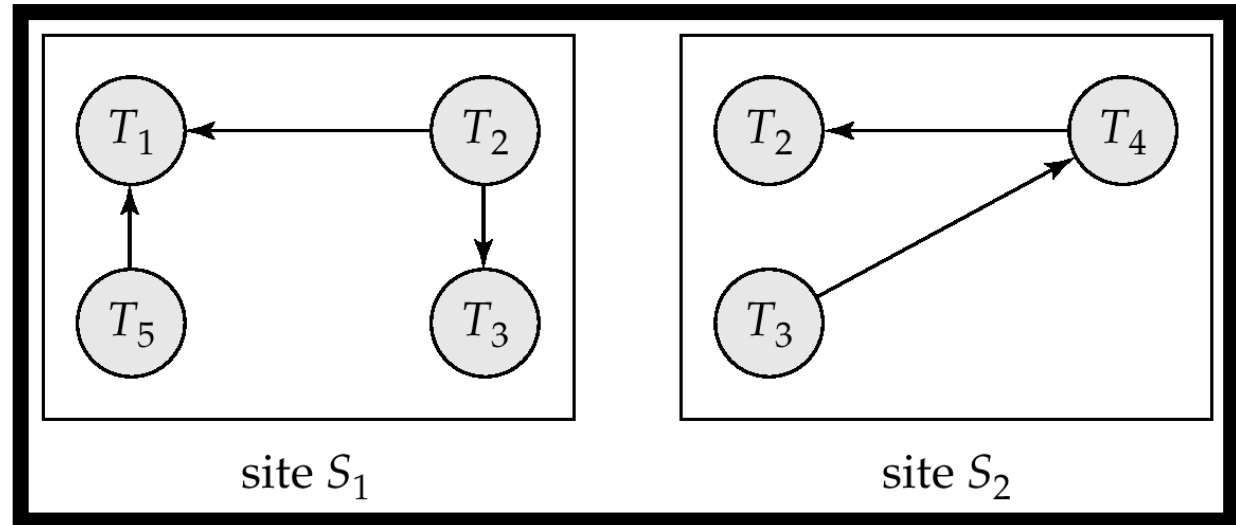 T₁ T₂ T₂ T₄
T₅ T₃ T₃
site S₁ site S₂